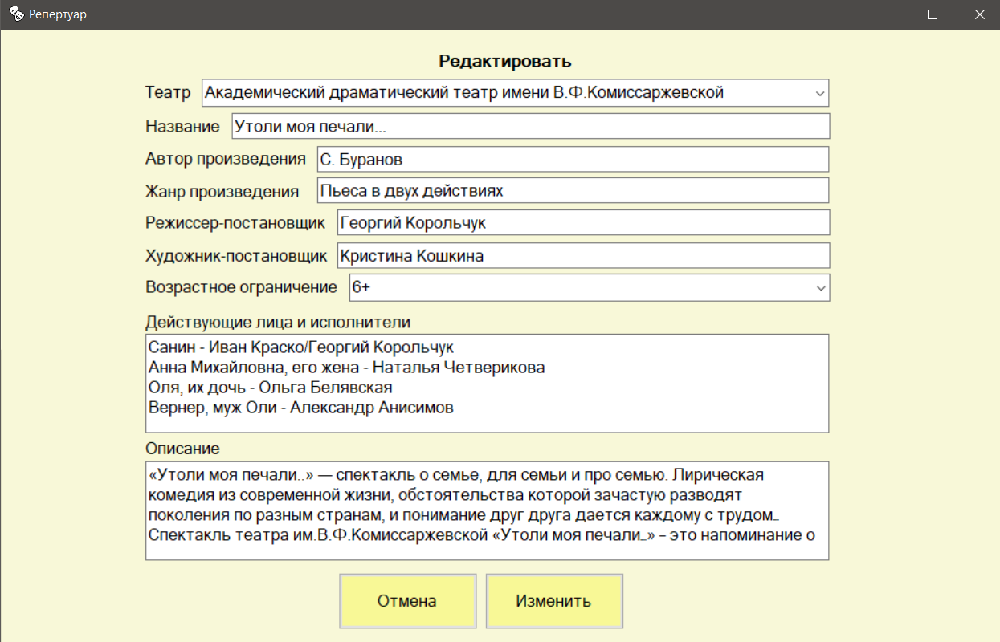 Репертуар
Редактировать
Театр Академический драматический театр имени В.Ф.Комиссаржевской
Название Утоли моя печали...
Автор произведения С. Буранов
Жанр произведения Пьеса в двух действиях
Режиссер-постановщик Георгий Корольчук
Художник-постановщик Кристина Кошкина
Возрастное ограничение 6+
Действующие лица и исполнители
Санин - Иван Краско/Георгий Корольчук
Анна Михайловна, его жена - Наталья Четверикова
Оля, их дочь - Ольга Белявская
Вернер, муж Оли - Александр Анисимов
Описание
«Утоли моя печали..» — спектакль о семье, для семьи и про семью. Лирическая
комедия из современной жизни, обстоятельства которой зачастую разводят
поколения по разным странам, и понимание друг друга дается каждому с трудом…
Спектакль театра им.В.Ф.Комиссаржевской «Утоли моя печали…» – это напоминание о
Отмена Изменить